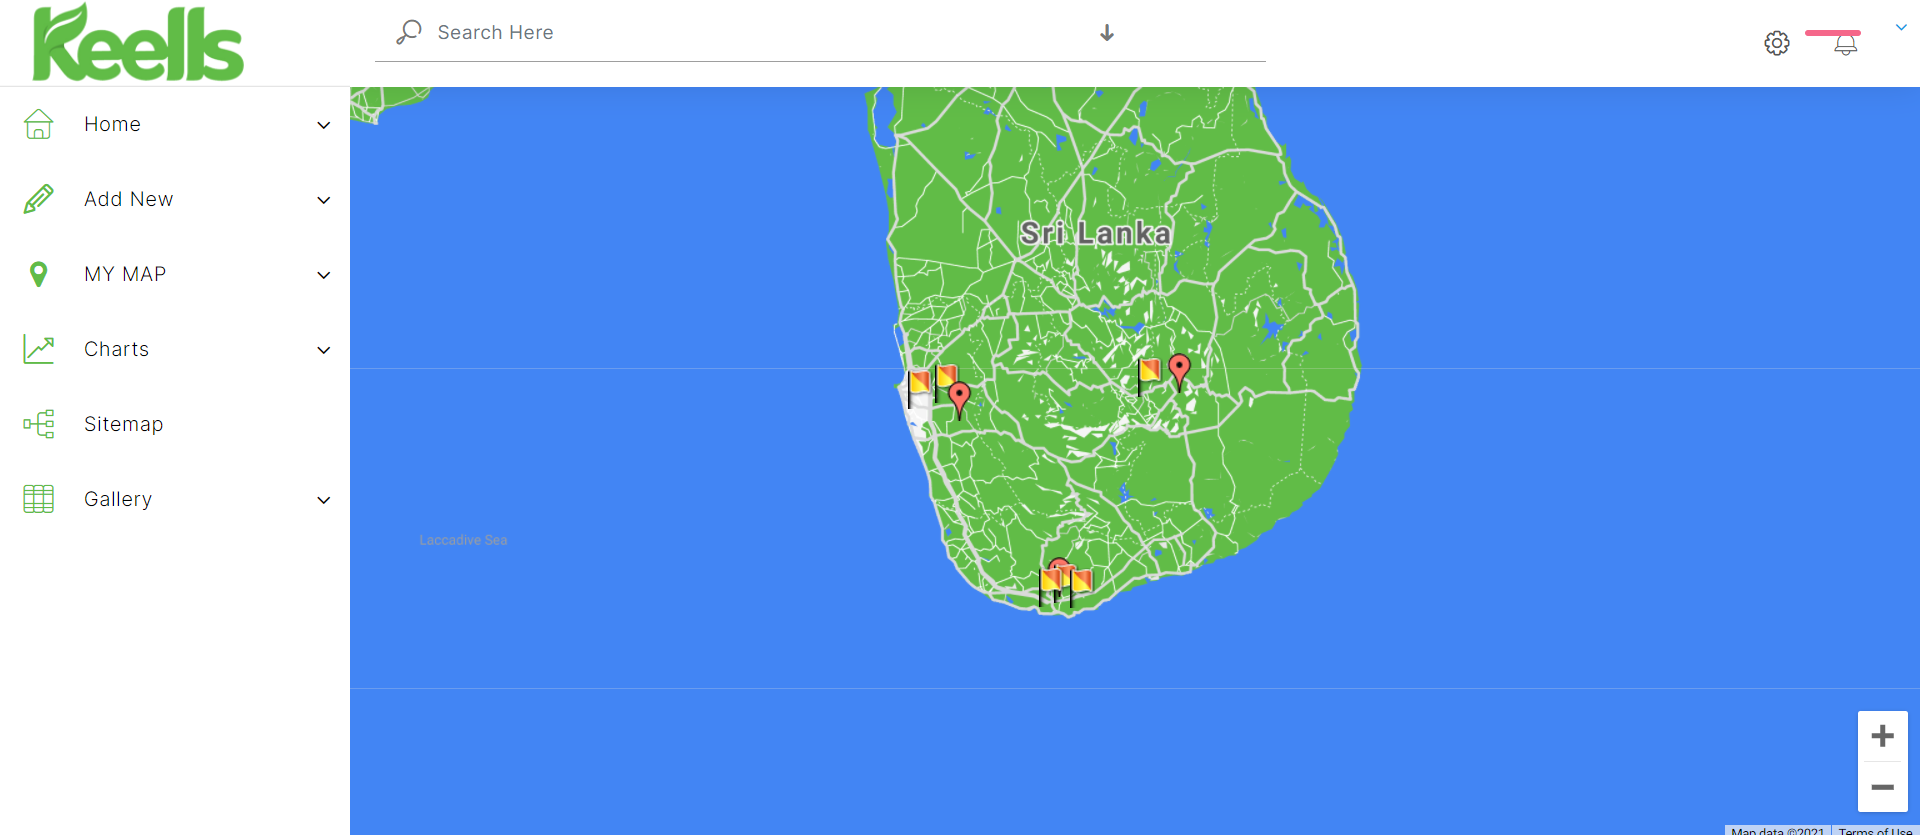 Keells
Search Here
Home
Add New
MY MAP
Charts
Sitemap
Gallery
Sri Lanka
Laccadive Sea
Map data ©2021
Terms of Use